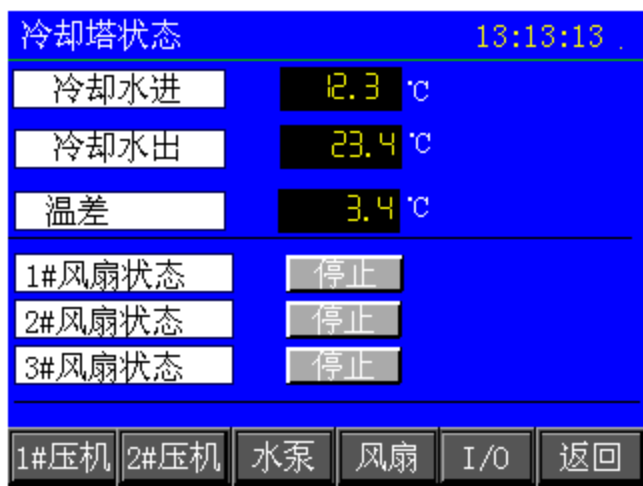 冷却塔状态 13:13:13 .
冷却水进 12.3 ℃
冷却水出 23.4 ℃
温差 3.4 ℃
1#风扇状态 停止
2#风扇状态 停止
3#风扇状态 停止
1#压机 2#压机 水泵 风扇 I/O 返回